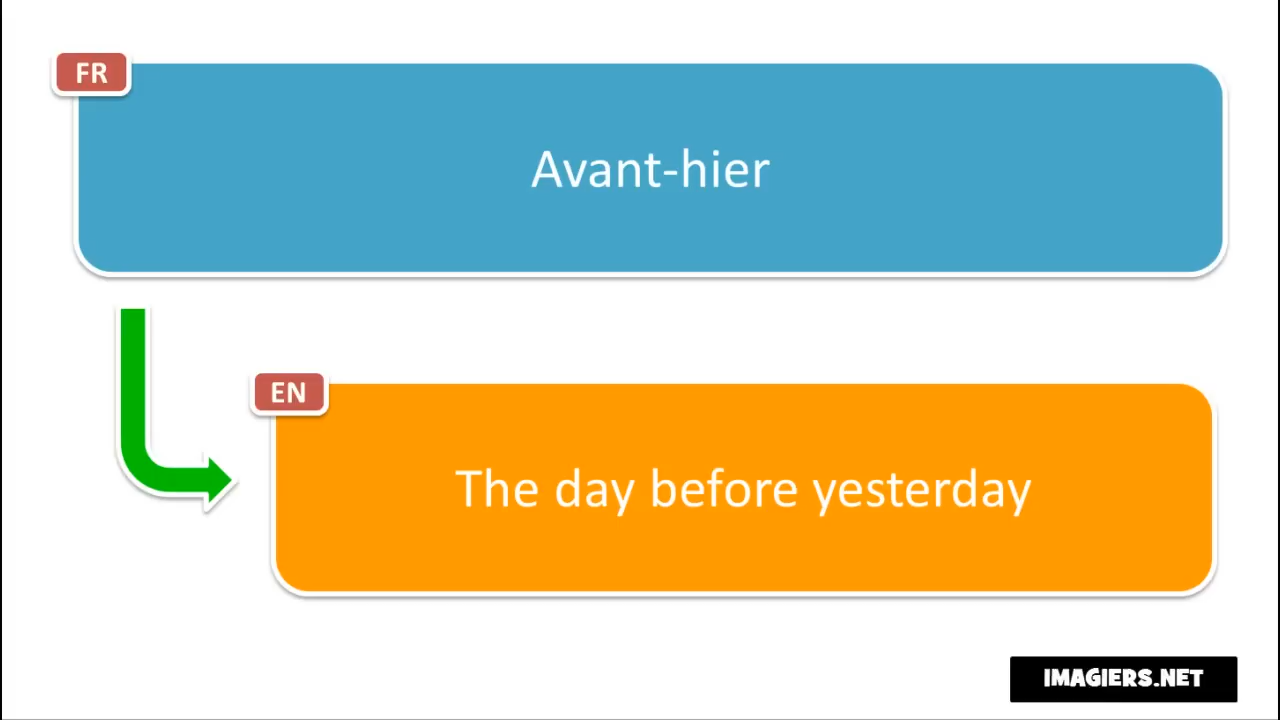 FR
Avant-hier
EN
The day before yesterday
IMAGIERS.NET